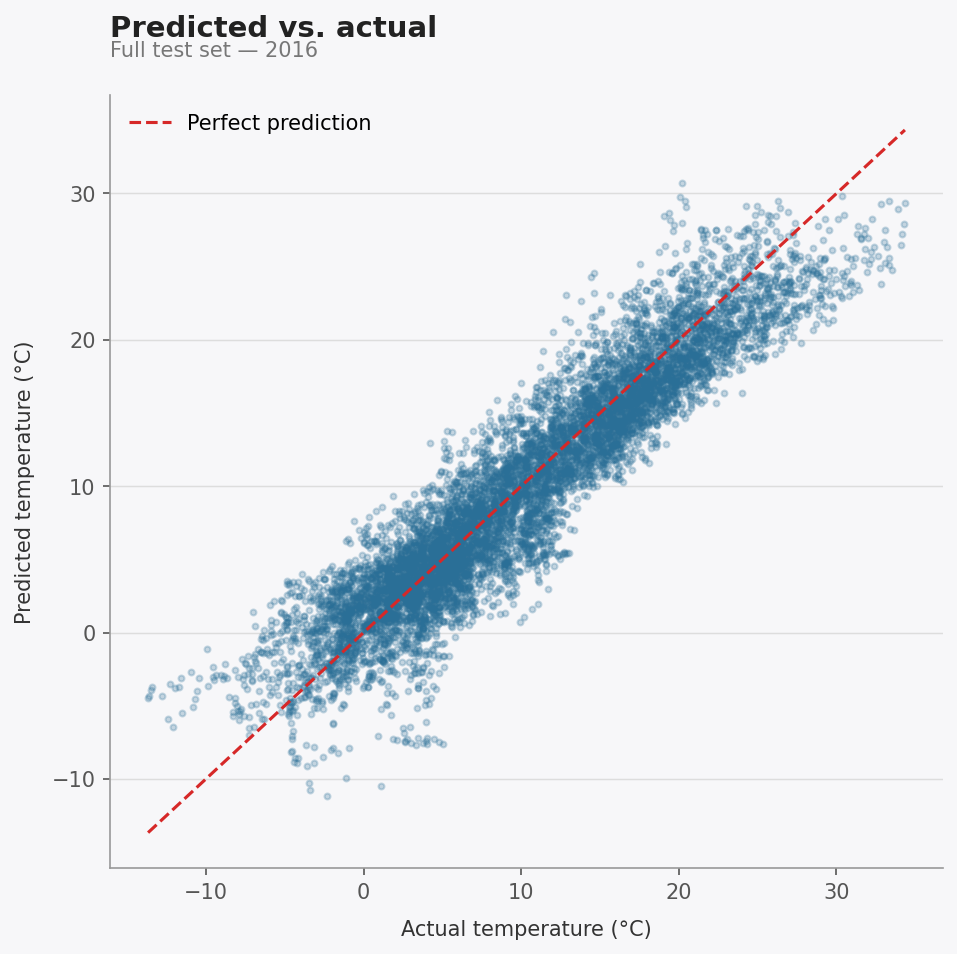 Predicted vs. actual
Full test set — 2016
Perfect prediction
30
20
10
0
−10
Predicted temperature (°C)
−10 0 10 20 30
Actual temperature (°C)